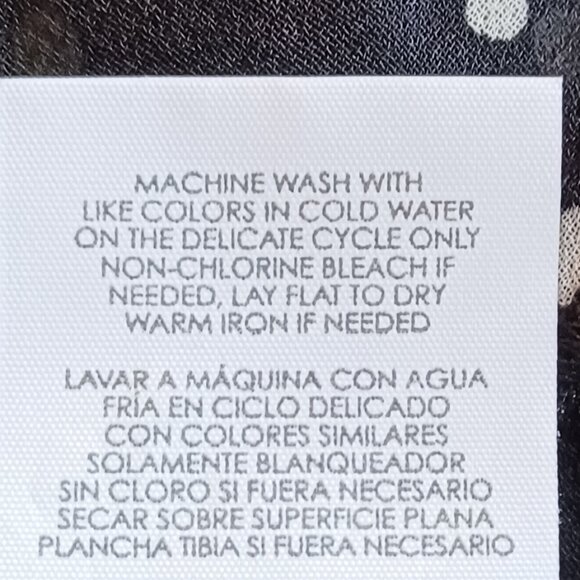 MACHINE WASH WITH
LIKE COLORS IN COLD WATER
ON THE DELICATE CYCLE ONLY
NON-CHLORINE BLEACH IF
NEEDED, LAY FLAT TO DRY
WARM IRON IF NEEDED
LAVAR A MÁQUINA CON AGUA
FRÍA EN CICLO DELICADO
CON COLORES SIMILARES
SOLAMENTE BLANQUEADOR
SIN CLORO SI FUERA NECESARIO
SECAR SOBRE SUPERFICIE PLANA
PLANCHA TIBIA SI FUERA NECESARIO